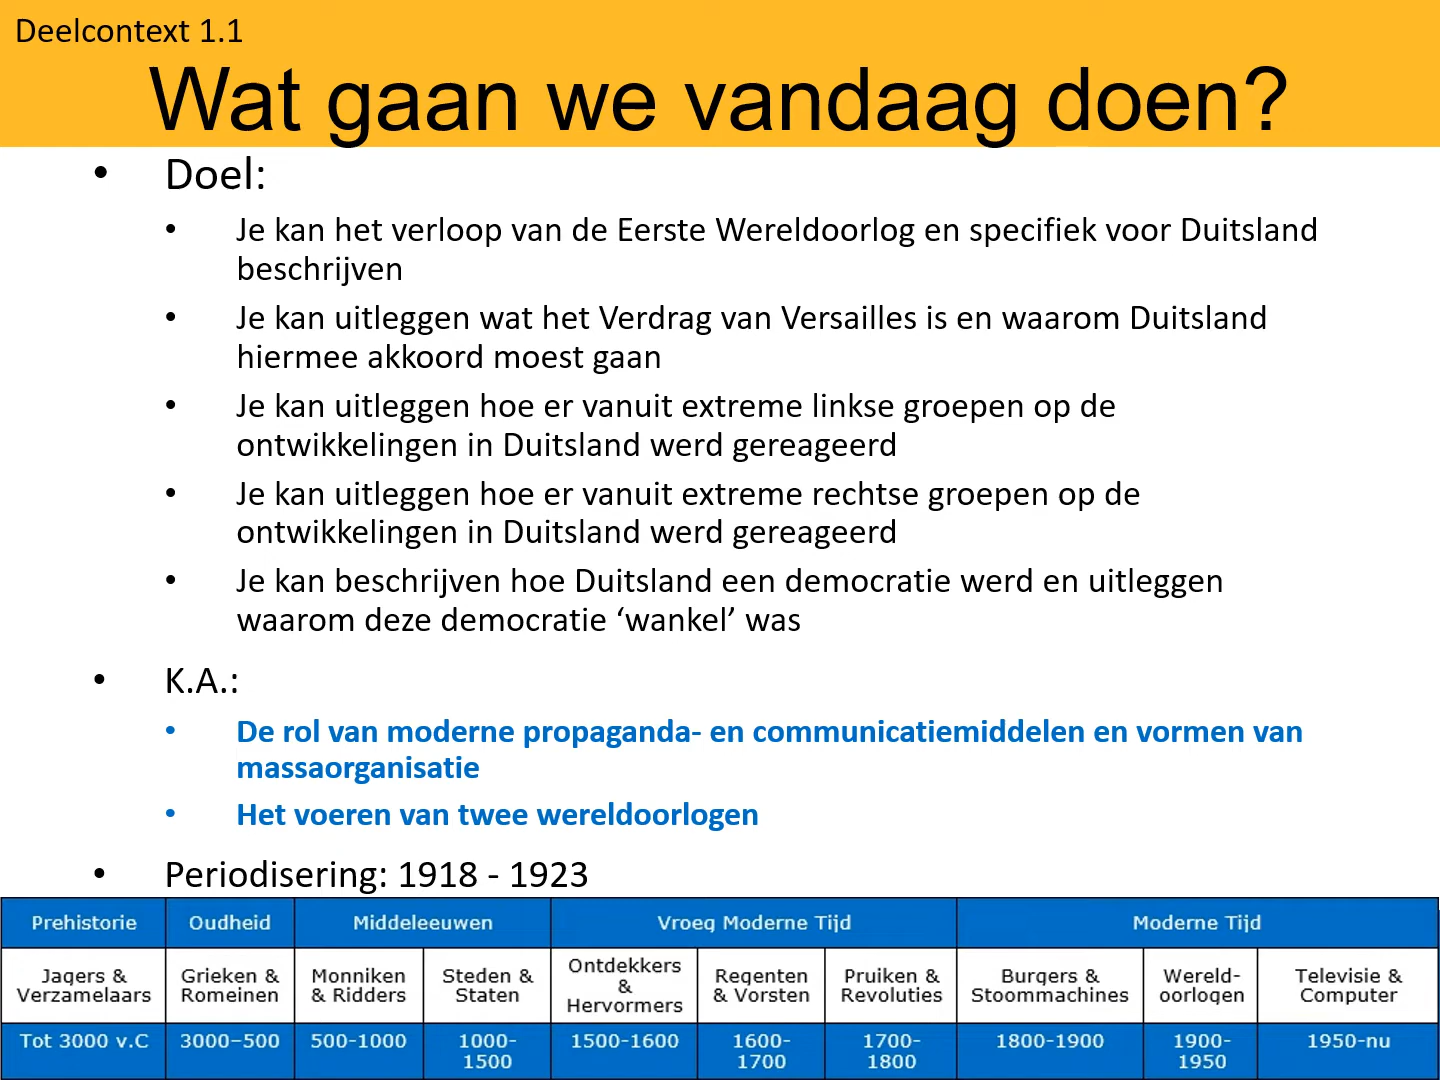 Deelcontext 1.1
Wat gaan we vandaag doen?
• Doel:
• Je kan het verloop van de Eerste Wereldoorlog en specifiek voor Duitsland
beschrijven
• Je kan uitleggen wat het Verdrag van Versailles is en waarom Duitsland
hiermee akkoord moest gaan
• Je kan uitleggen hoe er vanuit extreme linkse groepen op de
ontwikkelingen in Duitsland werd gereageerd
• Je kan uitleggen hoe er vanuit extreme rechtse groepen op de
ontwikkelingen in Duitsland werd gereageerd
• Je kan beschrijven hoe Duitsland een democratie werd en uitleggen
waarom deze democratie ‘wankel’ was
• K.A.:
• De rol van moderne propaganda- en communicatiemiddelen en vormen van
massaorganisatie
• Het voeren van twee wereldoorlogen
• Periodisering: 1918 - 1923
Prehistorie Oudheid Middeleeuwen Vroeg Moderne Tijd Moderne Tijd
Jagers &
Verzamelaars
Grieken &
Romeinen
Monniken
& Ridders
Steden &
Staten
Ontdekkers
&
Hervormers
Regenten
& Vorsten
Pruiken &
Revoluties
Burgers &
Stoommachines
Wereld-
oorlogen
Televisie &
Computer
Tot 3000 v.C
3000–500
500-1000
1000-
1500
1500-1600
1600-
1700
1700-
1800
1800-1900
1900-
1950
1950-nu